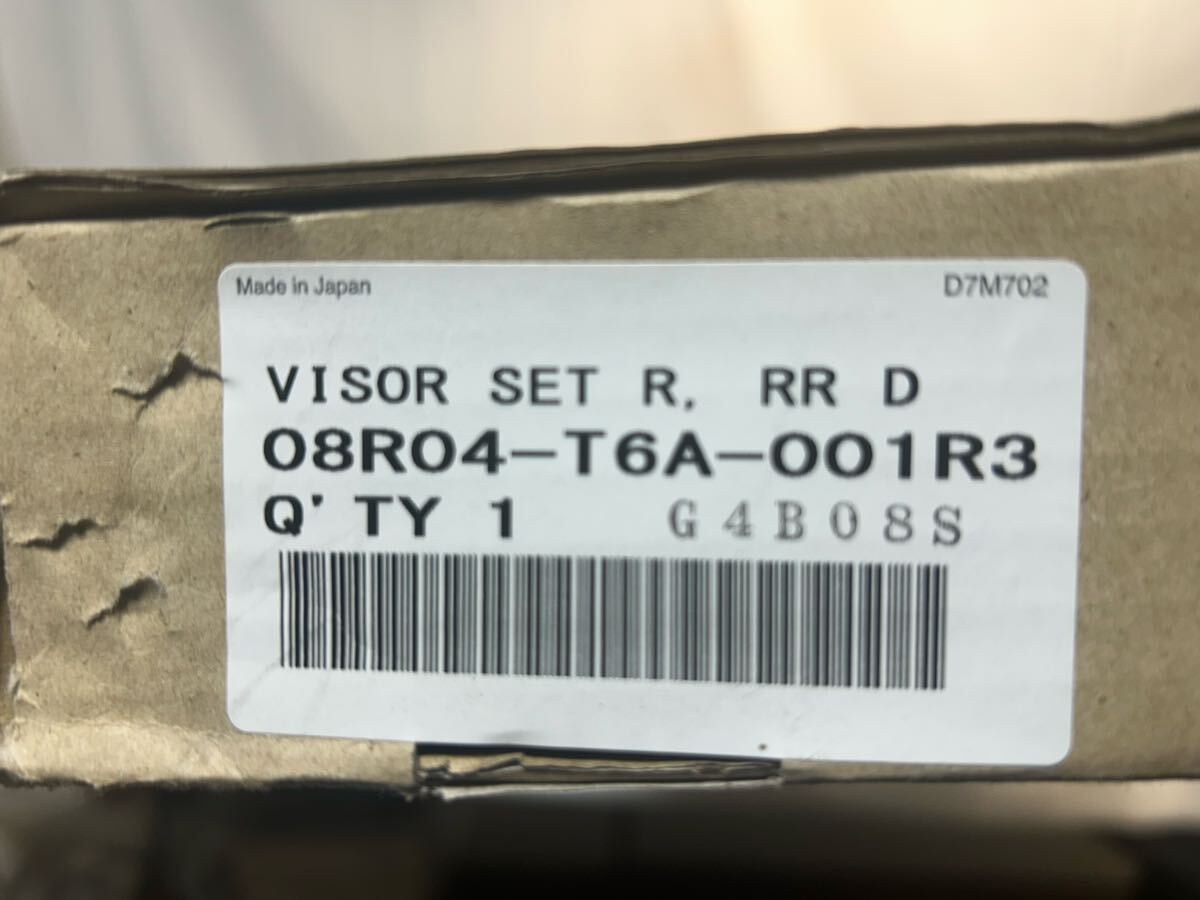 Made in Japan D7M702
VISOR SET R, RR D
08R04-T6A-001R3
Q'TY 1 G4B08S